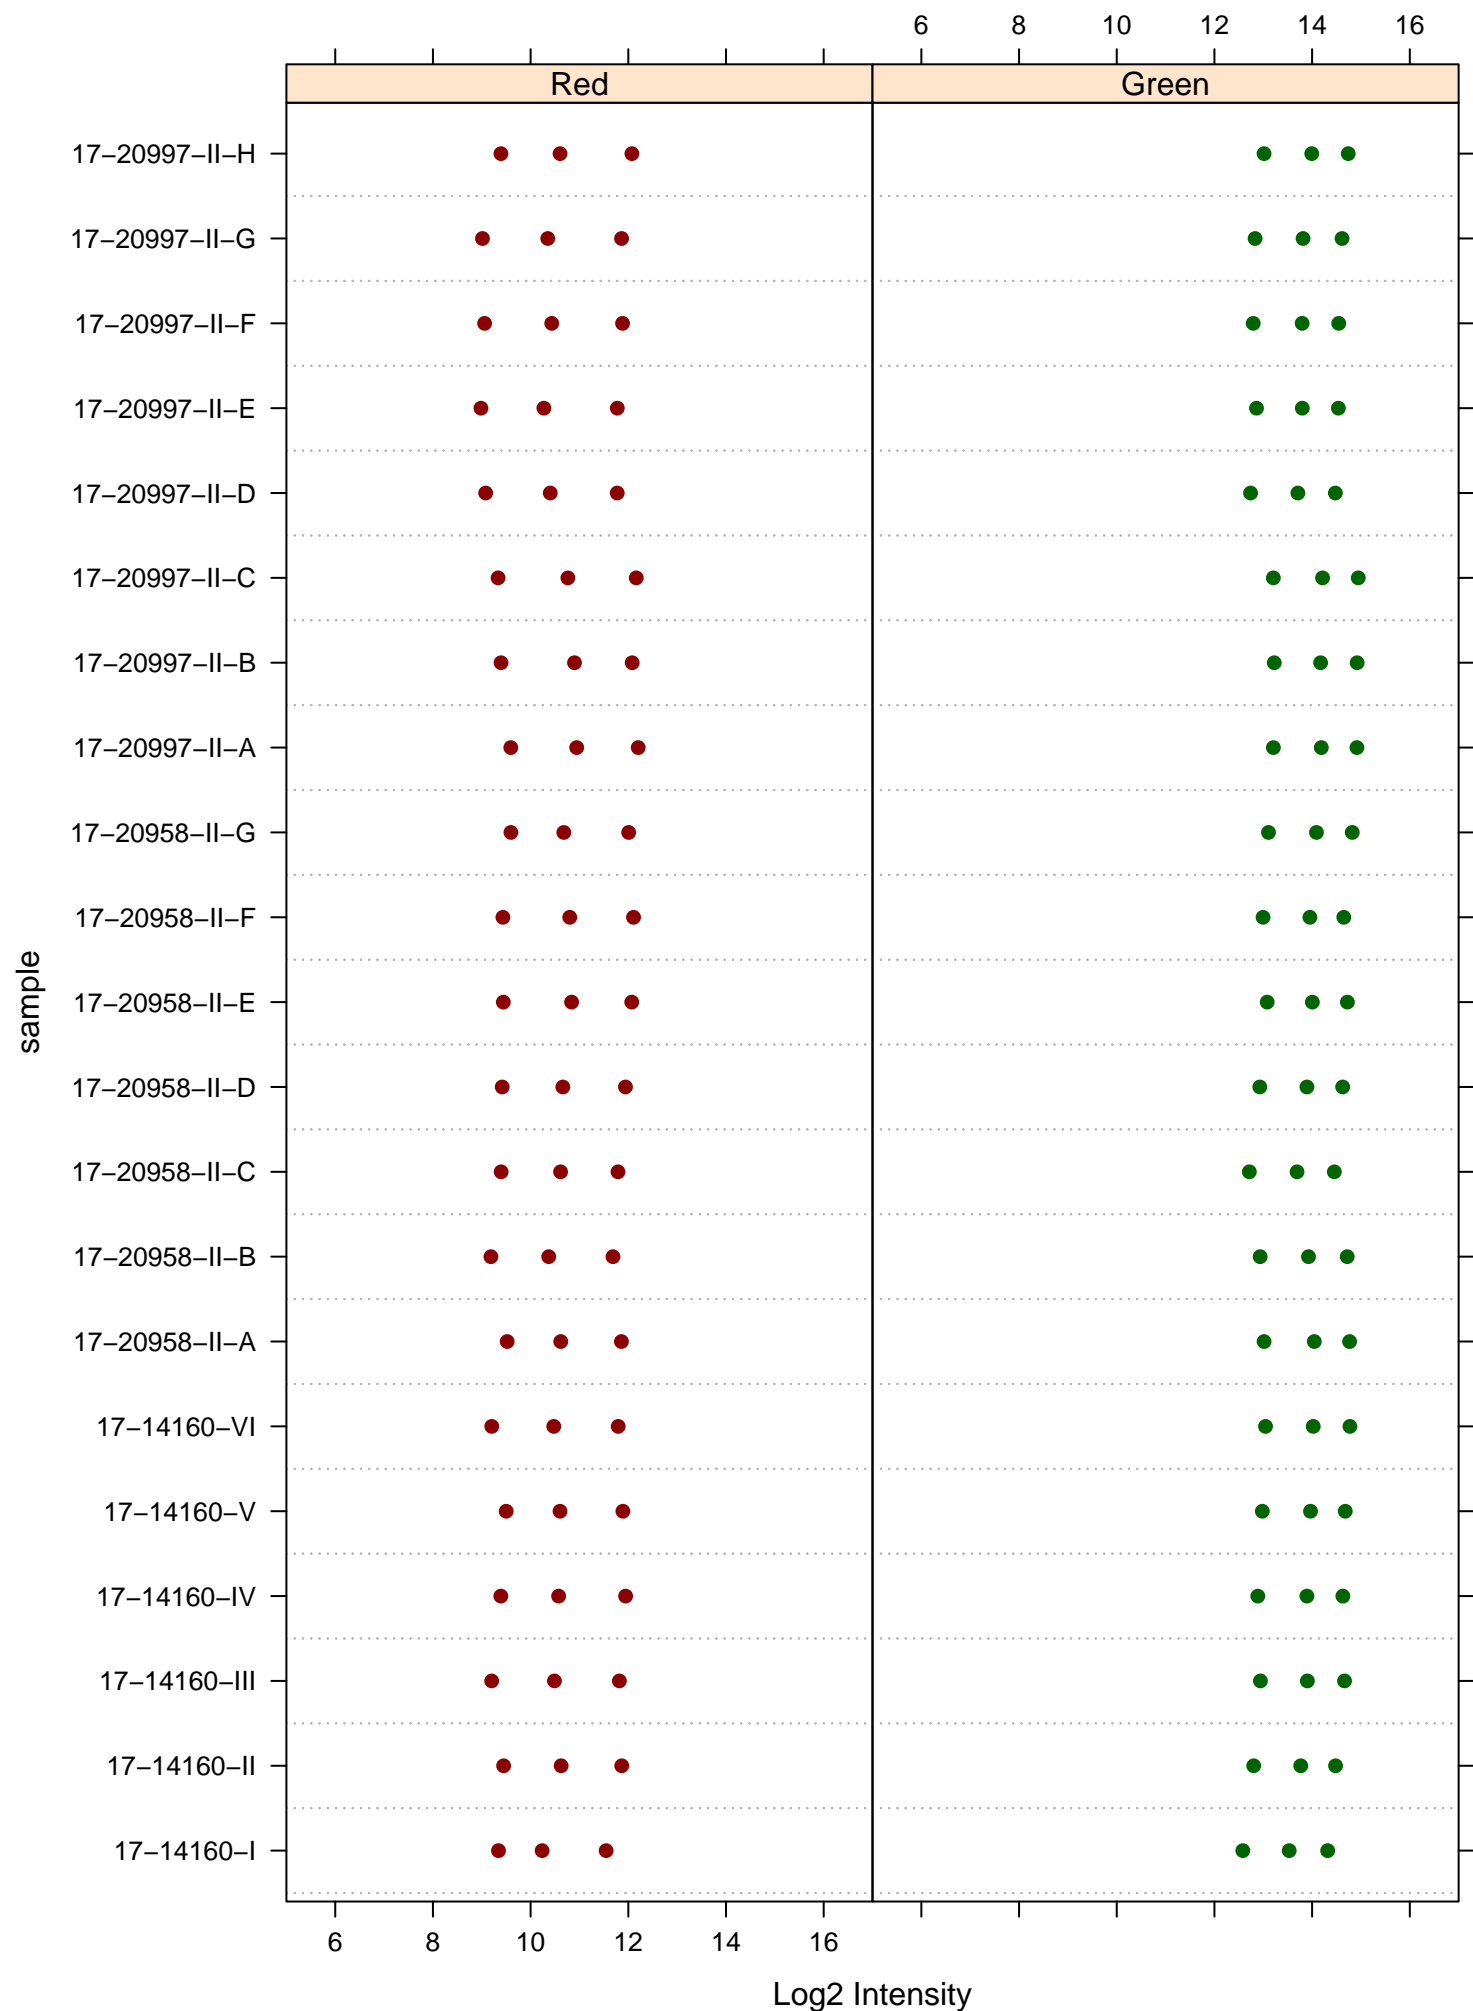 6 8 10 12 14 16
Red Green
17−20997−II−H
17−20997−II−G
17−20997−II−F
17−20997−II−E
17−20997−II−D
17−20997−II−C
17−20997−II−B
17−20997−II−A
17−20958−II−G
17−20958−II−F
17−20958−II−E
17−20958−II−D
17−20958−II−C
17−20958−II−B
17−20958−II−A
17−14160−VI
17−14160−V
17−14160−IV
17−14160−III
17−14160−II
17−14160−I
sample
6 8 10 12 14 16
Log2 Intensity